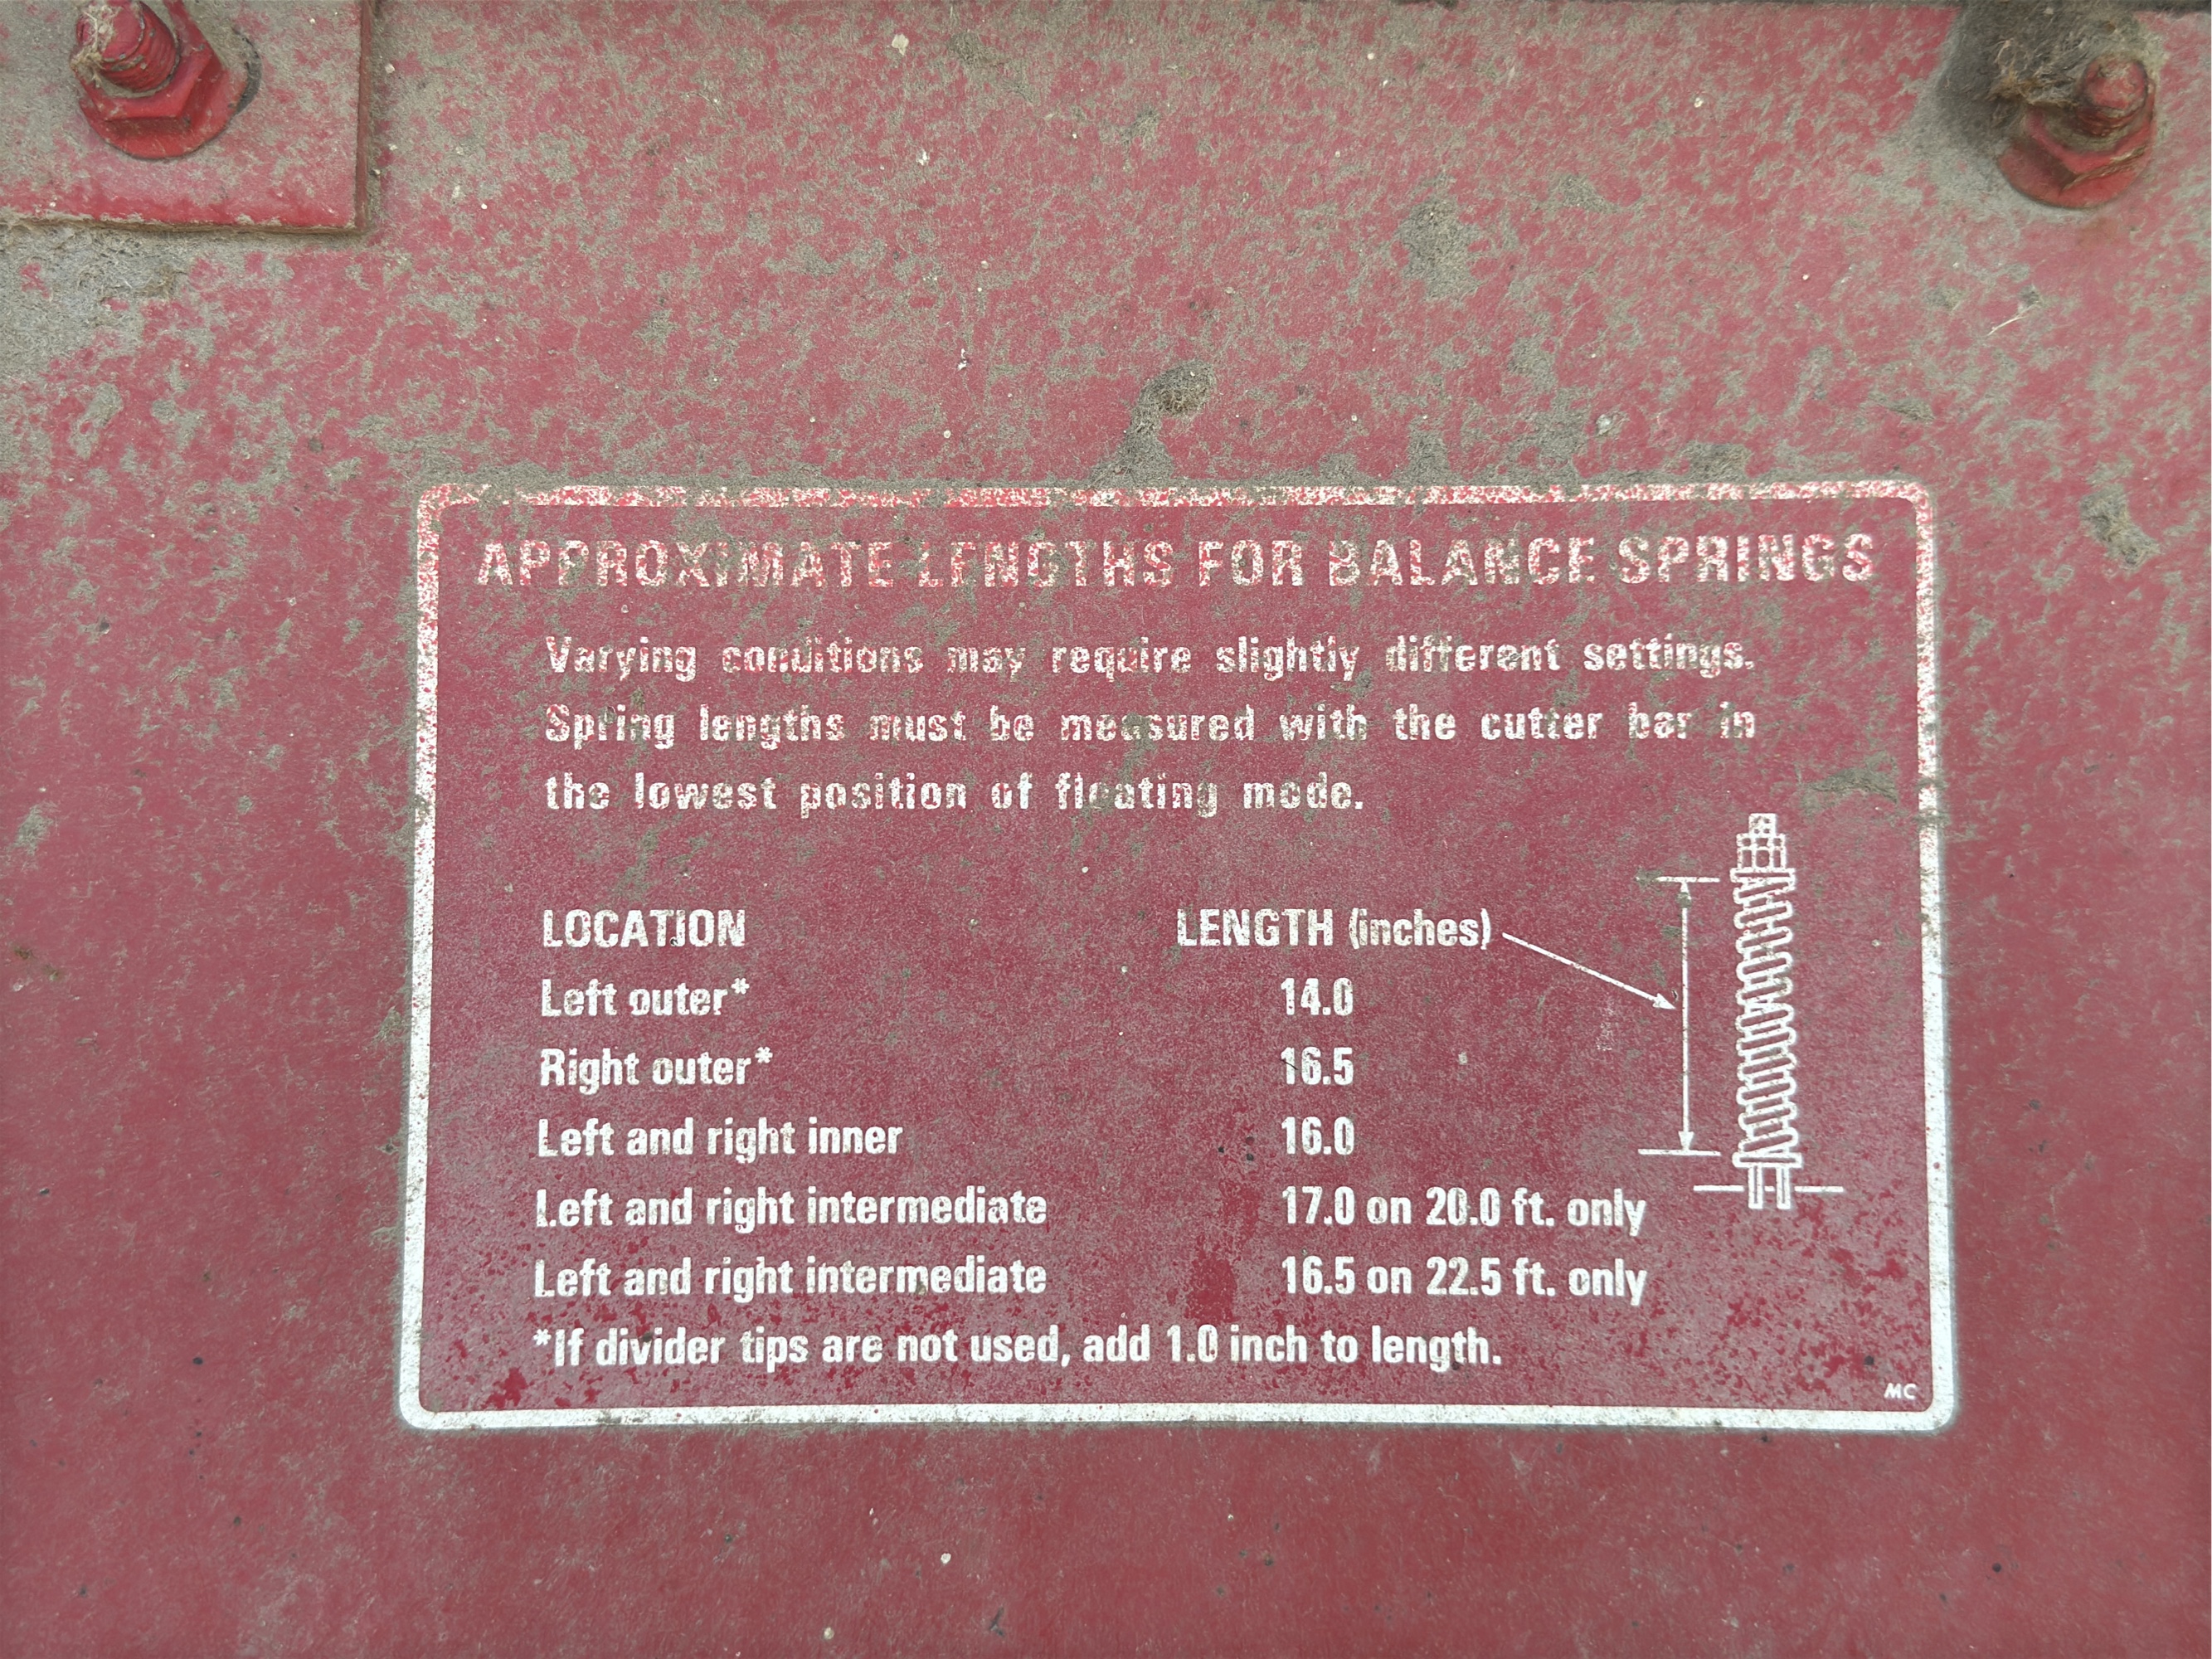 APPROXIMATE LENGTHS FOR BALANCE SPRINGS
Varying conditions may require slightly different settings.
Spring lengths must be measured with the cutter bar in
the lowest position of floating mode.
LOCATION LENGTH (inches)
Left outer* 14.0
Right outer* 16.5
Left and right inner 16.0
Left and right intermediate 17.0 on 20.0 ft. only
Left and right intermediate 16.5 on 22.5 ft. only
*If divider tips are not used, add 1.0 inch to length.
MC